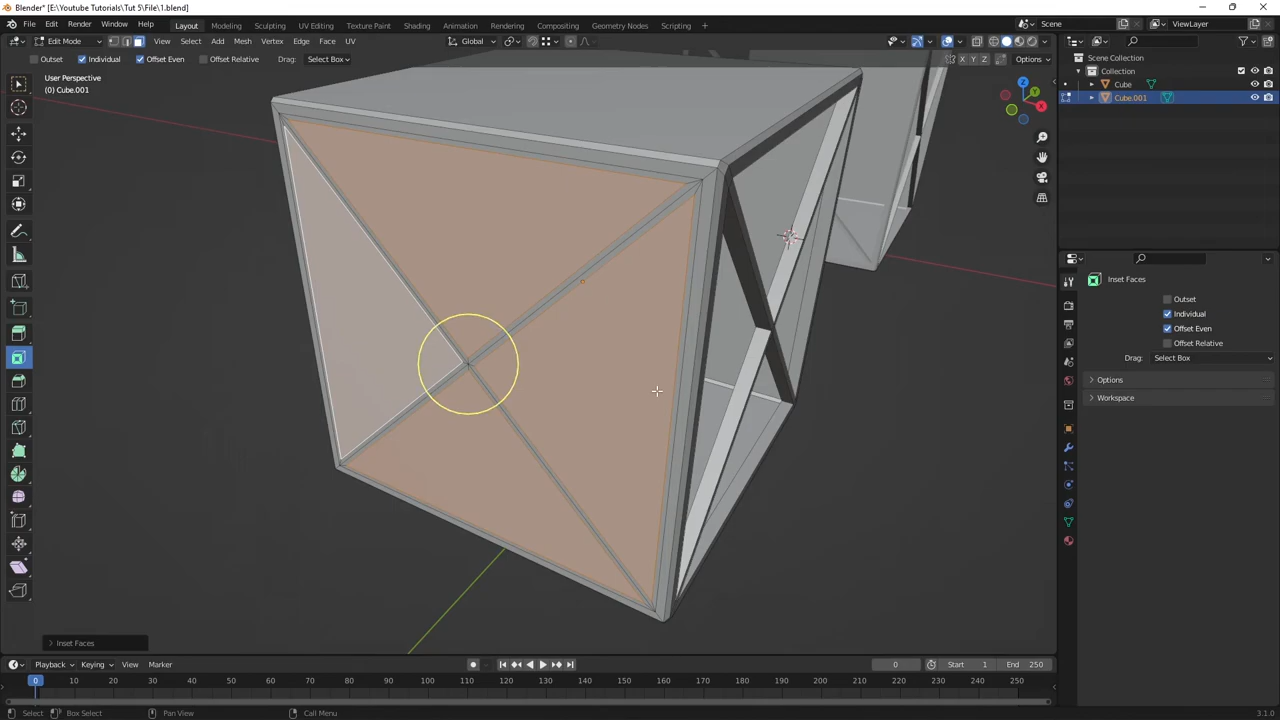 Blender* [E:\Youtube Tutorials\Tut 5\File\1.blend]
File Edit Render Window Help Layout Modeling Sculpting UV Editing Texture Paint Shading Animation Rendering Compositing Geometry Nodes Scripting + Scene ViewLayer
Edit Mode View Select Add Mesh Vertex Edge Face UV Global
Outset Individual Offset Even Offset Relative Drag: Select Box X Y Z Options
User Perspective
(0) Cube.001
Z
Y
X
Scene Collection
Collection
Cube
Cube.001
Inset Faces
Outset
Individual
Offset Even
Offset Relative
Drag: Select Box
Options
Workspace
Inset Faces
Playback Keying View Marker 0 Start 1 End 250
0 10 20 30 40 50 60 70 80 90 100 110 120 130 140 150 160 170 180 190 200 210 220 230 240 250
Select Box Select Pan View Call Menu 3.1.0